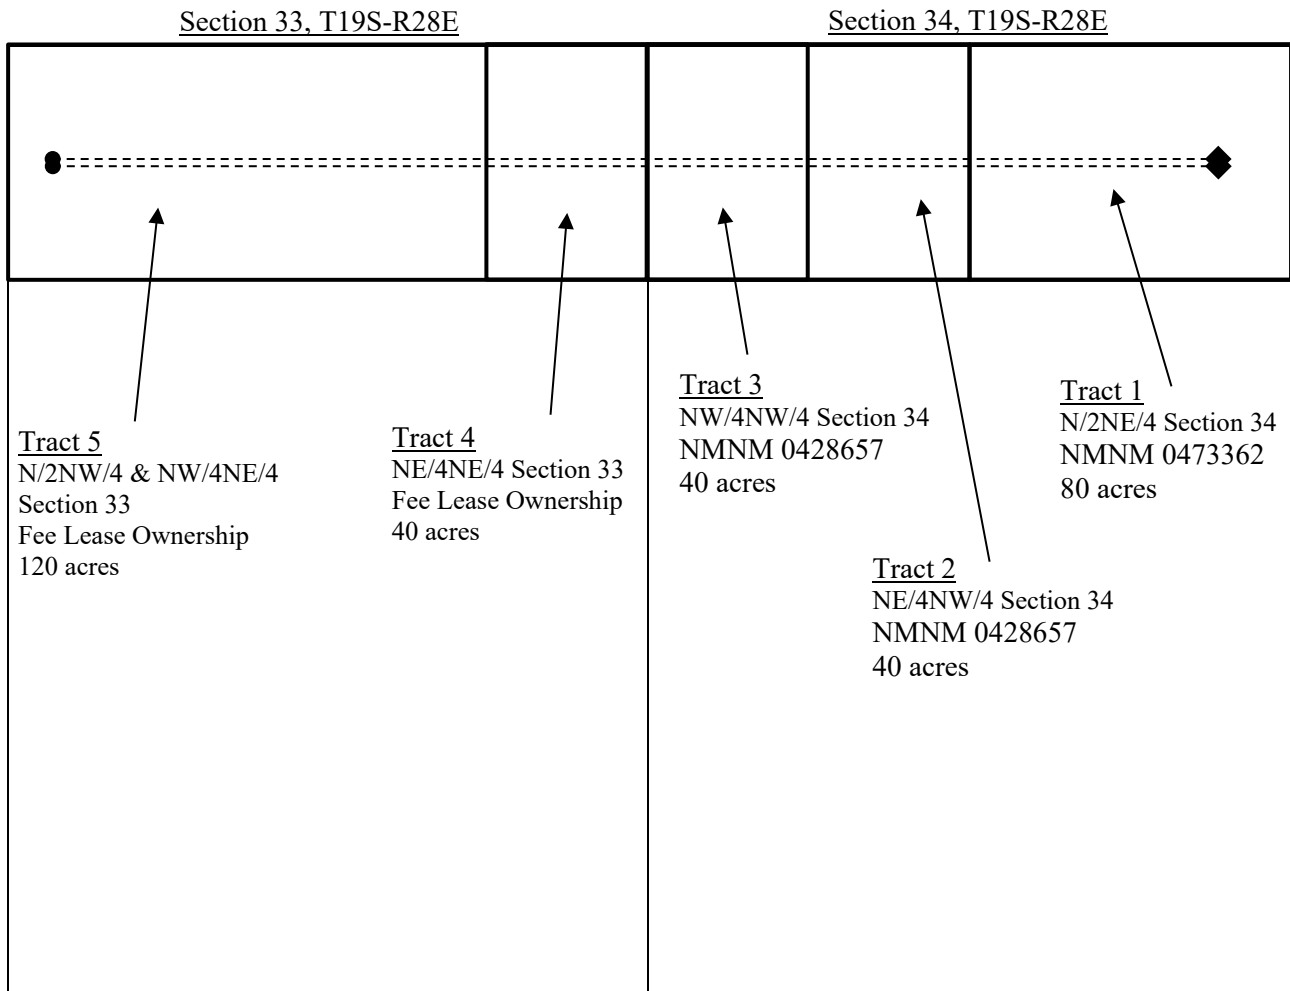 Section 33, T19S-R28E
Section 34, T19S-R28E
Tract 5
N/2NW/4 & NW/4NE/4
Section 33
Fee Lease Ownership
120 acres
Tract 4
NE/4NE/4 Section 33
Fee Lease Ownership
40 acres
Tract 3
NW/4NW/4 Section 34
NMNM 0428657
40 acres
Tract 2
NE/4NW/4 Section 34
NMNM 0428657
40 acres
Tract 1
N/2NE/4 Section 34
NMNM 0473362
80 acres